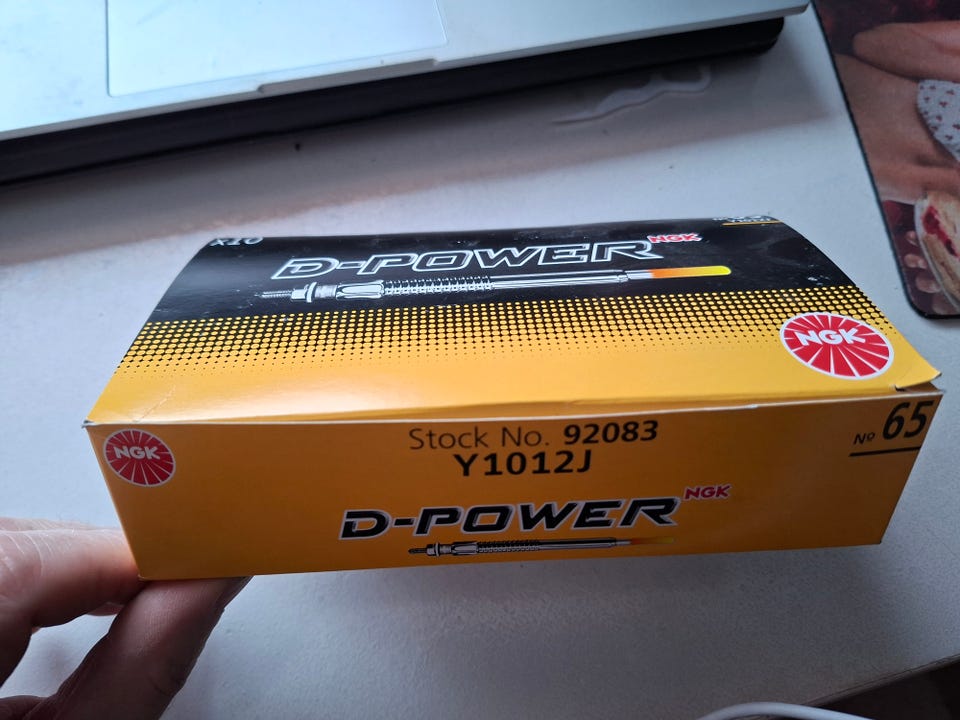 x10
D-POWER NGK
NGK
NGK
Stock No. 92083
Y1012J
No 65
D-POWER NGK